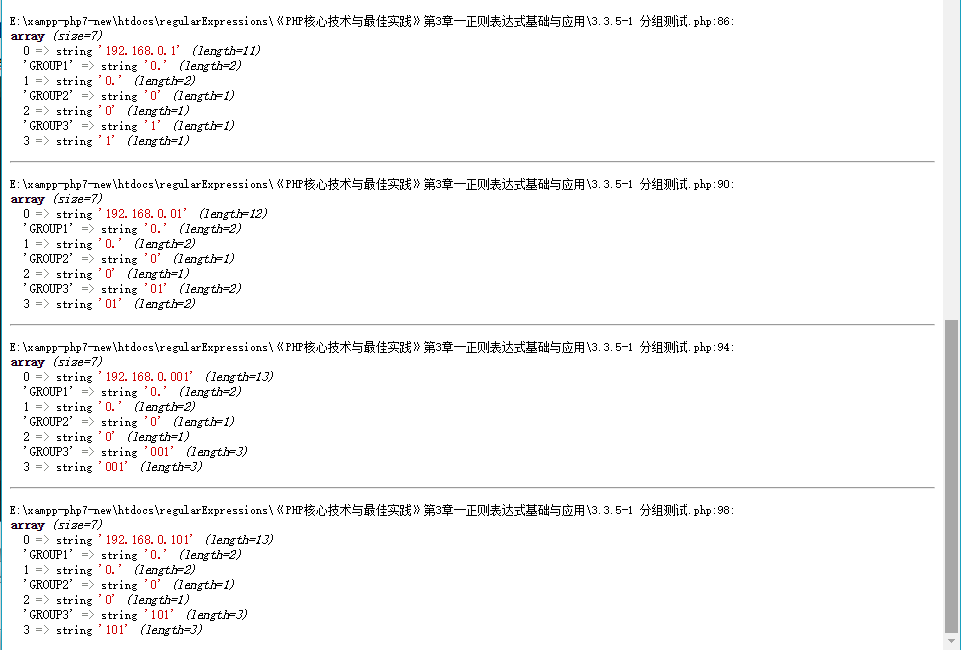 E:\xampp-php7-new\htdocs\regularExpressions\《PHP核心技术与最佳实践》第3章—正则表达式基础与应用\3.3.5-1 分组测试.php:86:
array (size=7)
0 => string '192.168.0.1' (length=11)
'GROUP1' => string '0.' (length=2)
1 => string '0.' (length=2)
'GROUP2' => string '0' (length=1)
2 => string '0' (length=1)
'GROUP3' => string '1' (length=1)
3 => string '1' (length=1)
E:\xampp-php7-new\htdocs\regularExpressions\《PHP核心技术与最佳实践》第3章—正则表达式基础与应用\3.3.5-1 分组测试.php:90:
array (size=7)
0 => string '192.168.0.01' (length=12)
'GROUP1' => string '0.' (length=2)
1 => string '0.' (length=2)
'GROUP2' => string '0' (length=1)
2 => string '0' (length=1)
'GROUP3' => string '01' (length=2)
3 => string '01' (length=2)
E:\xampp-php7-new\htdocs\regularExpressions\《PHP核心技术与最佳实践》第3章—正则表达式基础与应用\3.3.5-1 分组测试.php:94:
array (size=7)
0 => string '192.168.0.001' (length=13)
'GROUP1' => string '0.' (length=2)
1 => string '0.' (length=2)
'GROUP2' => string '0' (length=1)
2 => string '0' (length=1)
'GROUP3' => string '001' (length=3)
3 => string '001' (length=3)
E:\xampp-php7-new\htdocs\regularExpressions\《PHP核心技术与最佳实践》第3章—正则表达式基础与应用\3.3.5-1 分组测试.php:98:
array (size=7)
0 => string '192.168.0.101' (length=13)
'GROUP1' => string '0.' (length=2)
1 => string '0.' (length=2)
'GROUP2' => string '0' (length=1)
2 => string '0' (length=1)
'GROUP3' => string '101' (length=3)
3 => string '101' (length=3)